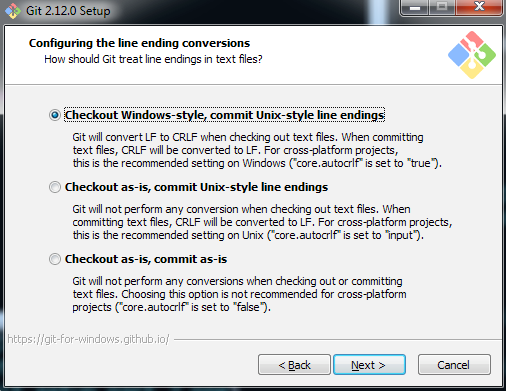 Git 2.12.0 Setup
Configuring the line ending conversions
How should Git treat line endings in text files?
Checkout Windows-style, commit Unix-style line endings
Git will convert LF to CRLF when checking out text files. When committing
text files, CRLF will be converted to LF. For cross-platform projects,
this is the recommended setting on Windows ("core.autocrlf" is set to "true").
Checkout as-is, commit Unix-style line endings
Git will not perform any conversion when checking out text files. When
committing text files, CRLF will be converted to LF. For cross-platform projects,
this is the recommended setting on Unix ("core.autocrlf" is set to "input").
Checkout as-is, commit as-is
Git will not perform any conversions when checking out or committing
text files. Choosing this option is not recommended for cross-platform
projects ("core.autocrlf" is set to "false").
https://git-for-windows.github.io/
< Back
Next >
Cancel